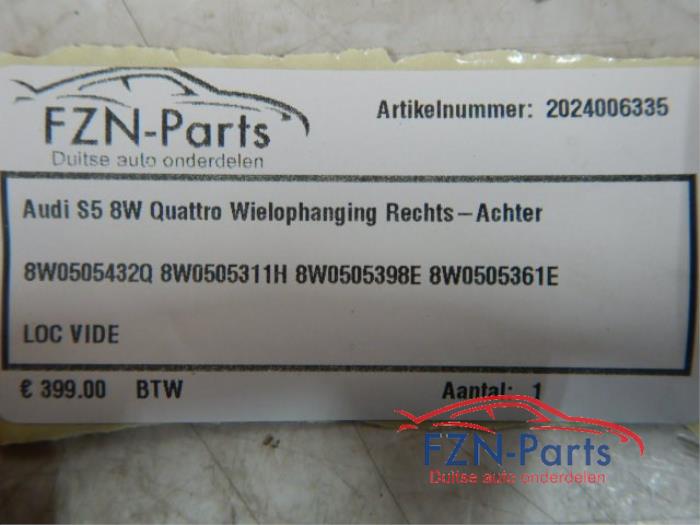 FZN-Parts
Duitse auto onderdelen
Artikelnummer: 2024006335
Audi S5 8W Quattro Wielophanging Rechts-Achter
8W0505432Q 8W0505311H 8W0505398E 8W0505361E
LOC VIDE
€ 399.00 BTW Aantal: 1
FZN-Parts
Duitse auto onderdelen